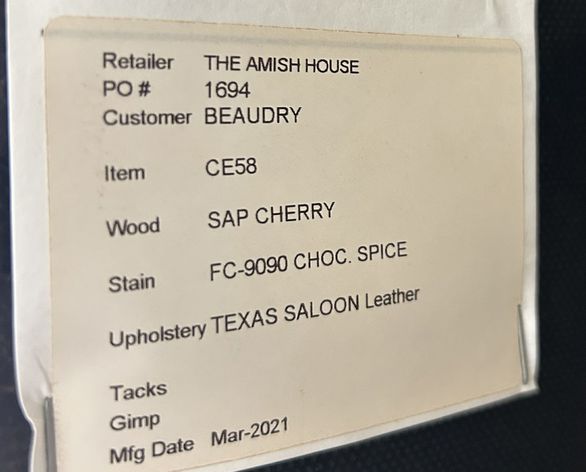 Retailer THE AMISH HOUSE
PO # 1694
Customer BEAUDRY
Item CE58
Wood SAP CHERRY
Stain FC-9090 CHOC. SPICE
Upholstery TEXAS SALOON Leather
Tacks
Gimp
Mfg Date Mar-2021